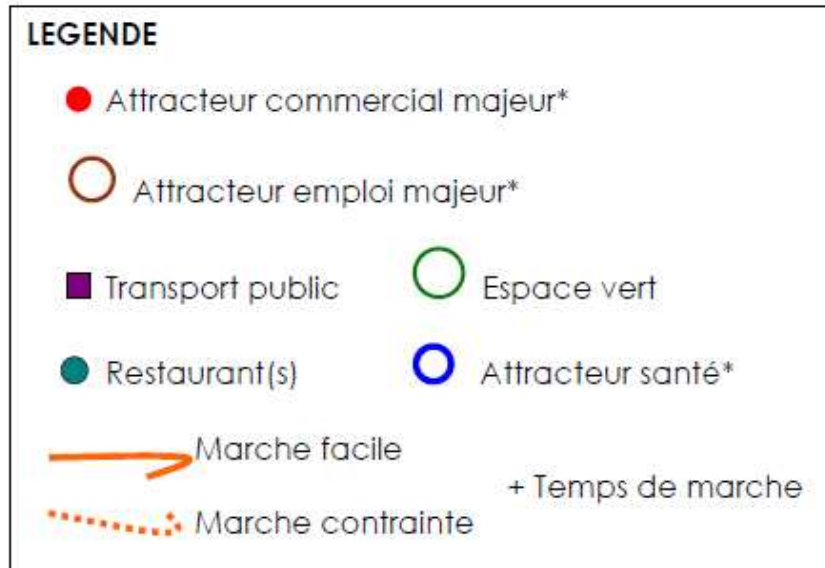 LEGENDE
Attracteur commercial majeur*
Attracteur emploi majeur*
Transport public
Espace vert
Restaurant(s)
Attracteur santé*
Marche facile
+ Temps de marche
Marche contrainte